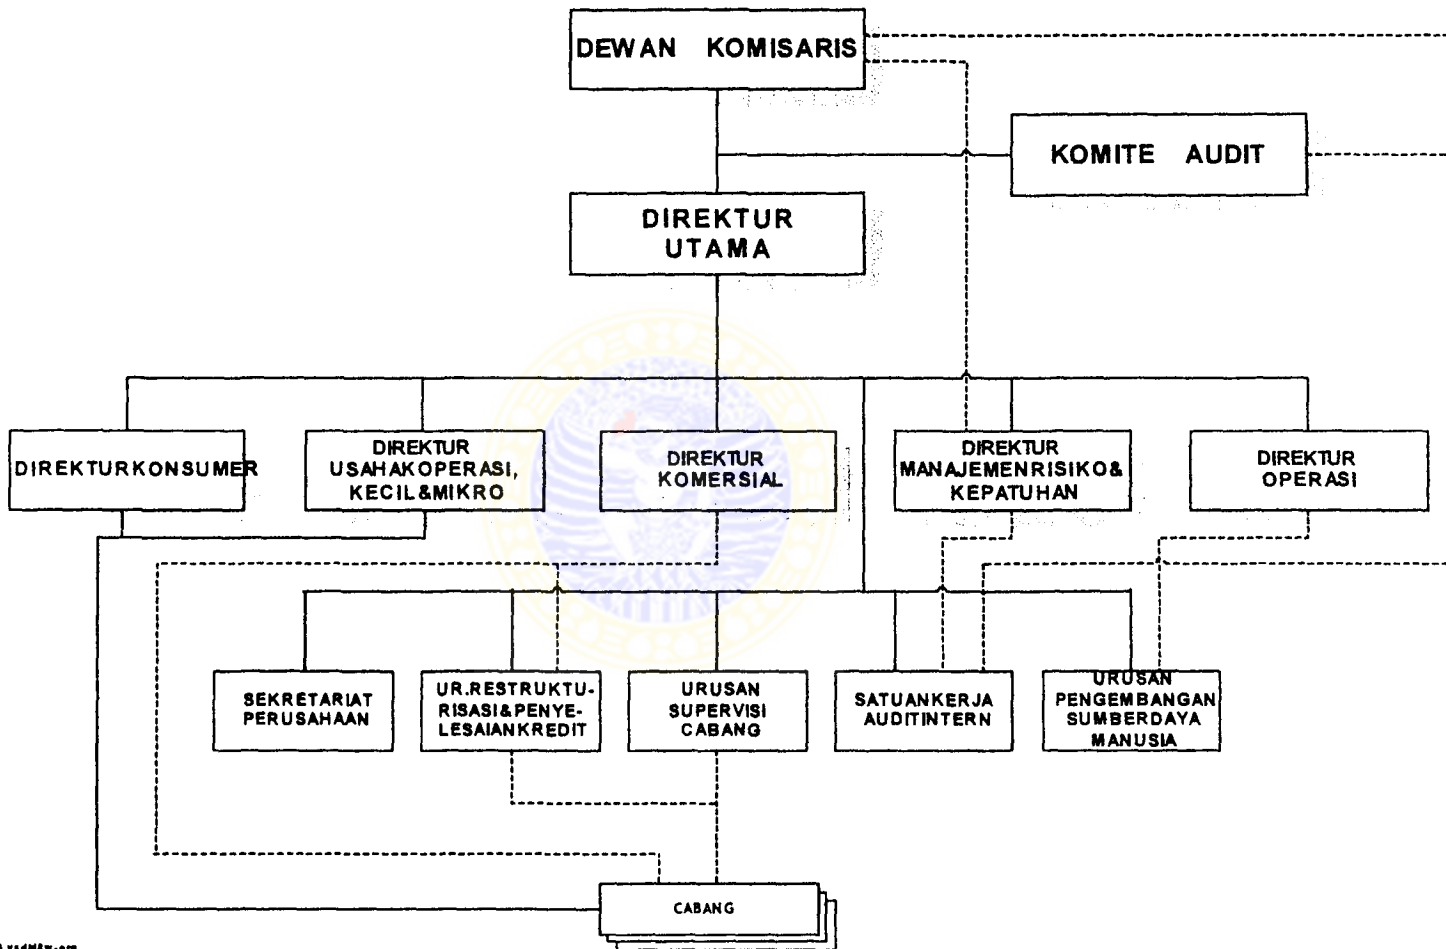 DEWAN KOMISARIS
KOMITE AUDIT
DIREKTUR
UTAMA
DIREKTURKONSUMER
DIREKTUR
USAHAKOPERASI,
KECIL&MIKRO
DIREKTUR
KOMERSIAL
DIREKTUR
MANAJEMENRISIKO&
KEPATUHAN
DIREKTUR
OPERASI
SEKRETARIAT
PERUSAHAAN
UR.RESTRUKTU-
RISASI&PENYE-
LESAIANKREDIT
URUSAN
SUPERVISI
CABANG
SATUANKERJA
AUDITINTERN
URUSAN
PENGEMBANGAN
SUMBERDAYA
MANUSIA
CABANG